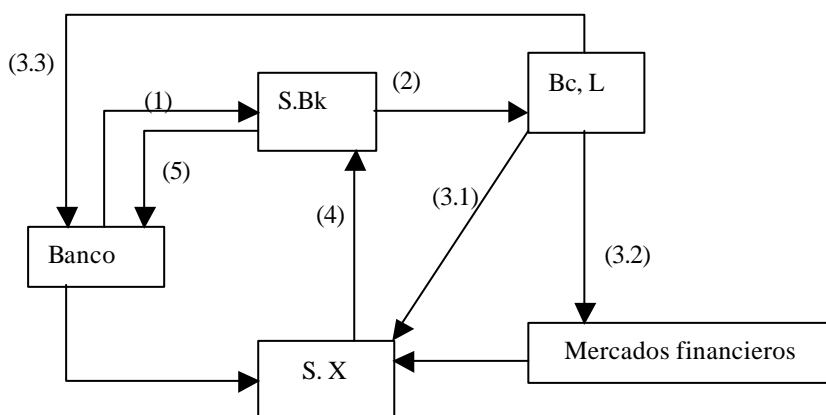 (3.3)
(1)
S.Bk
(2)
Bc, L
(5)
(4)
(3.1)
Banco
(3.2)
S. X
Mercados financieros